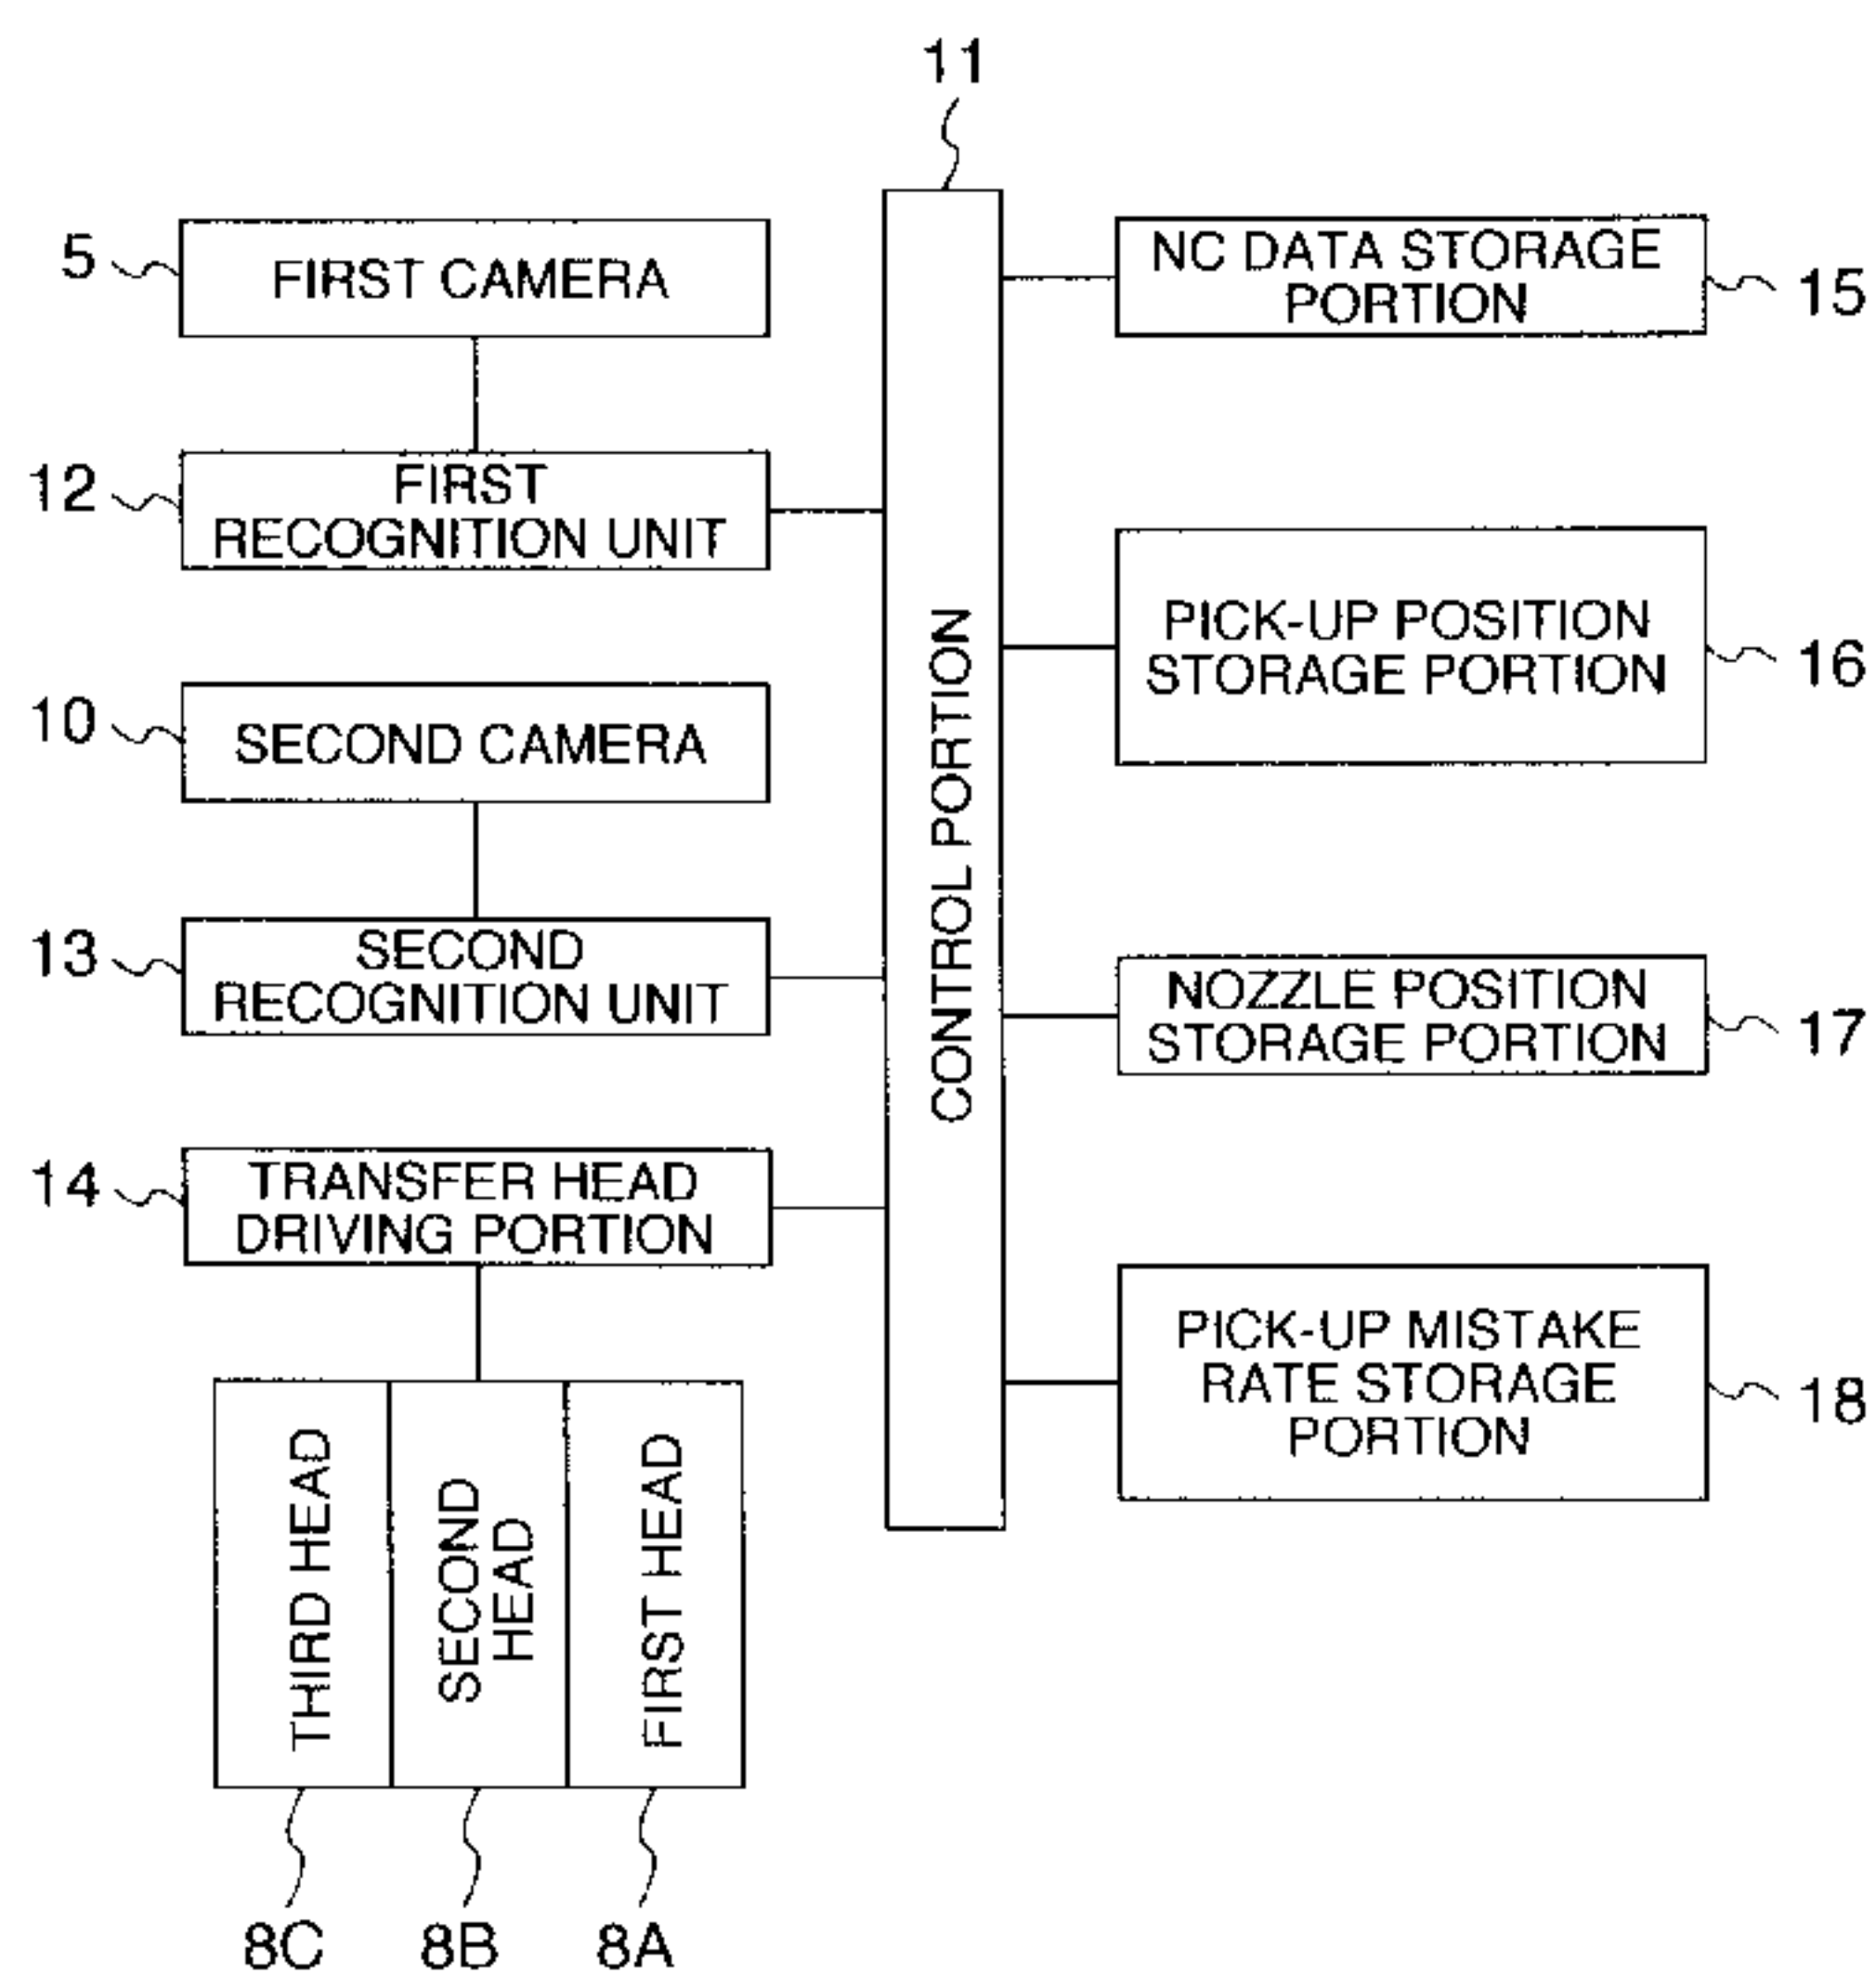 11
5
FIRST CAMERA
12
FIRST
RECOGNITION UNIT
10
SECOND CAMERA
13
SECOND
RECOGNITION UNIT
14
TRANSFER HEAD
DRIVING PORTION
THIRD HEAD
SECOND
HEAD
FIRST HEAD
8C
8B
8A
CONTROL PORTION
NC DATA STORAGE
PORTION
15
PICK-UP POSITION
STORAGE PORTION
16
NOZZLE POSITION
STORAGE PORTION
17
PICK-UP MISTAKE
RATE STORAGE
PORTION
18